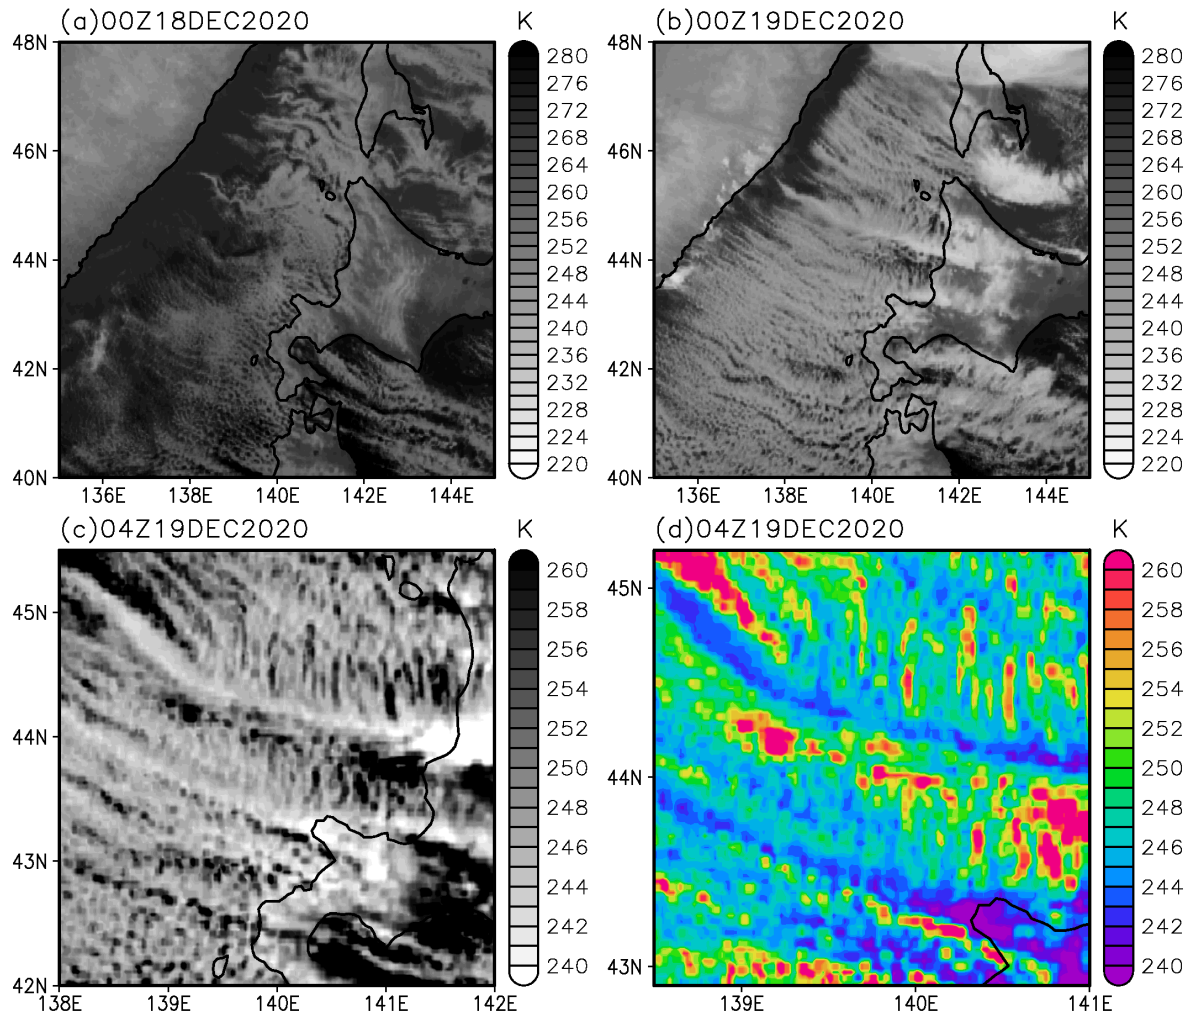 (a)00Z18DEC2020 K
48N
46N
44N
42N
40N
136E 138E 140E 142E 144E
280
276
272
268
264
260
256
252
248
244
240
236
232
228
224
220
(b)00Z19DEC2020 K
48N
46N
44N
42N
40N
136E 138E 140E 142E 144E
280
276
272
268
264
260
256
252
248
244
240
236
232
228
224
220
(c)04Z19DEC2020 K
45N
44N
43N
42N
138E 139E 140E 141E 142E
260
258
256
254
252
250
248
246
244
242
240
(d)04Z19DEC2020 K
45N
44N
43N
139E 140E 141E
260
258
256
254
252
250
248
246
244
242
240